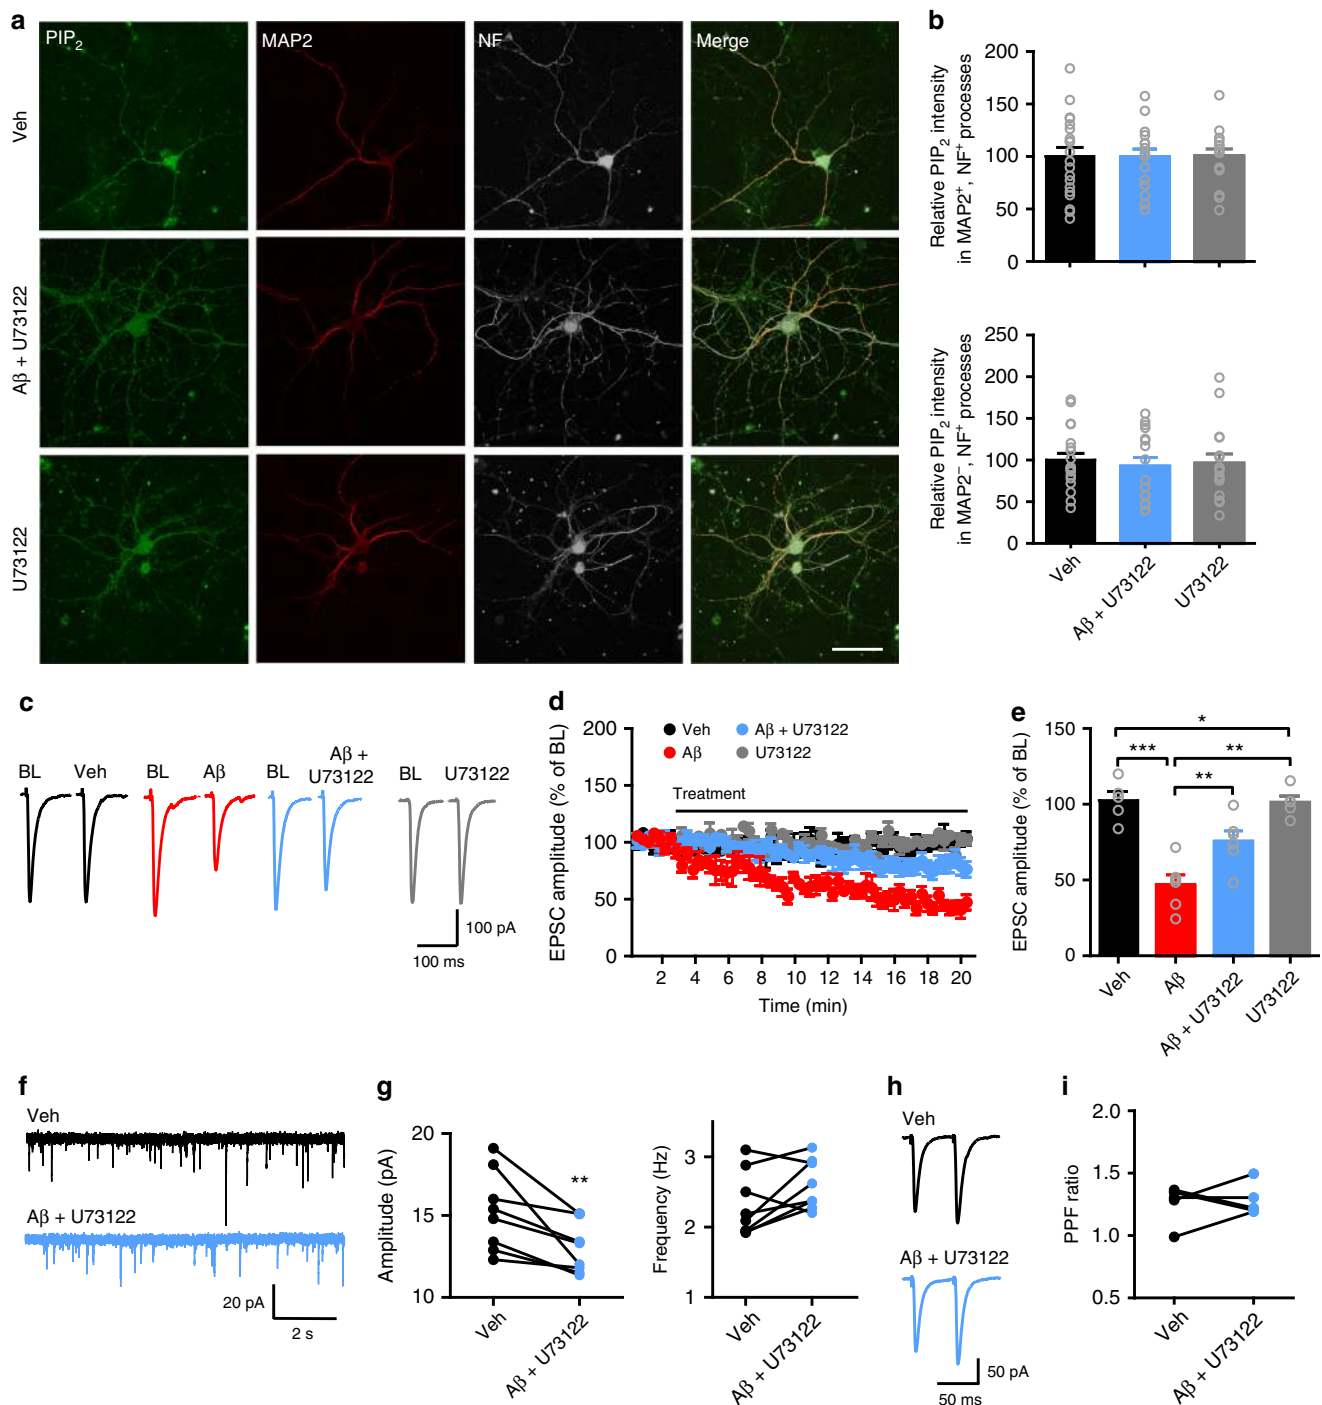 a
PIP2
MAP2
NF
Merge
Veh
Aβ + U73122
U73122
b
Relative PIP2 intensity
in MAP2+, NF+ processes
200
150
100
50
0
Relative PIP2 intensity
in MAP2−, NF+ processes
250
200
150
100
50
0
Veh
Aβ + U73122
U73122
c
BL Veh BL Aβ BL Aβ + U73122 BL U73122
100 pA
100 ms
d
EPSC amplitude (% of BL)
200
150
100
50
0
Veh
Aβ
Aβ + U73122
U73122
Treatment
2 4 6 8 10 12 14 16 18 20
Time (min)
e
EPSC amplitude (% of BL)
150
100
50
0
*
*** **
**
Veh
Aβ
Aβ + U73122
U73122
f
Veh
Aβ + U73122
20 pA
2 s
g
Amplitude (pA)
20
15
10
**
Veh
Aβ + U73122
Frequency (Hz)
3
2
1
Veh
Aβ + U73122
h
Veh
Aβ + U73122
50 pA
50 ms
i
PPF ratio
2.0
1.5
1.0
0.5
Veh
Aβ + U73122